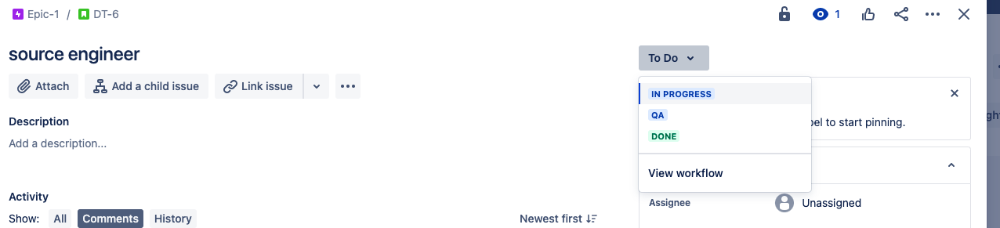 Epic-1 / DT-6
1
source engineer
To Do
Attach
Add a child issue
Link issue
IN PROGRESS
QA
DONE
View workflow
to start pinning.
Description
Add a description...
Activity
Show: All Comments History
Newest first
Assignee
Unassigned